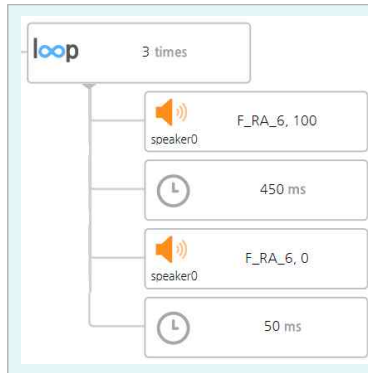 loop 3 times
speaker0 F_RA_6, 100
450 ms
speaker0 F_RA_6, 0
50 ms